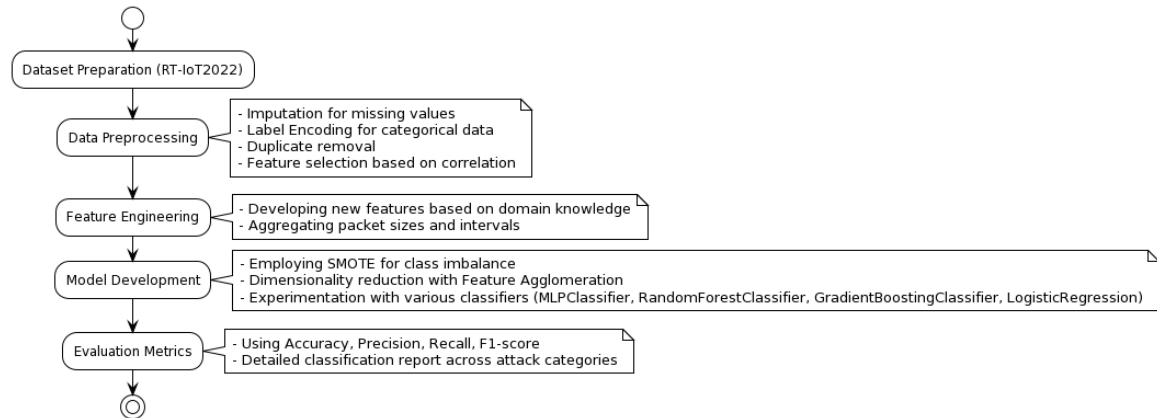 Dataset Preparation (RT-IoT2022)
Data Preprocessing
- Imputation for missing values
- Label Encoding for categorical data
- Duplicate removal
- Feature selection based on correlation
Feature Engineering
- Developing new features based on domain knowledge
- Aggregating packet sizes and intervals
Model Development
- Employing SMOTE for class imbalance
- Dimensionality reduction with Feature Agglomeration
- Experimentation with various classifiers (MLPClassifier, RandomForestClassifier, GradientBoostingClassifier, LogisticRegression)
Evaluation Metrics
- Using Accuracy, Precision, Recall, F1-score
- Detailed classification report across attack categories